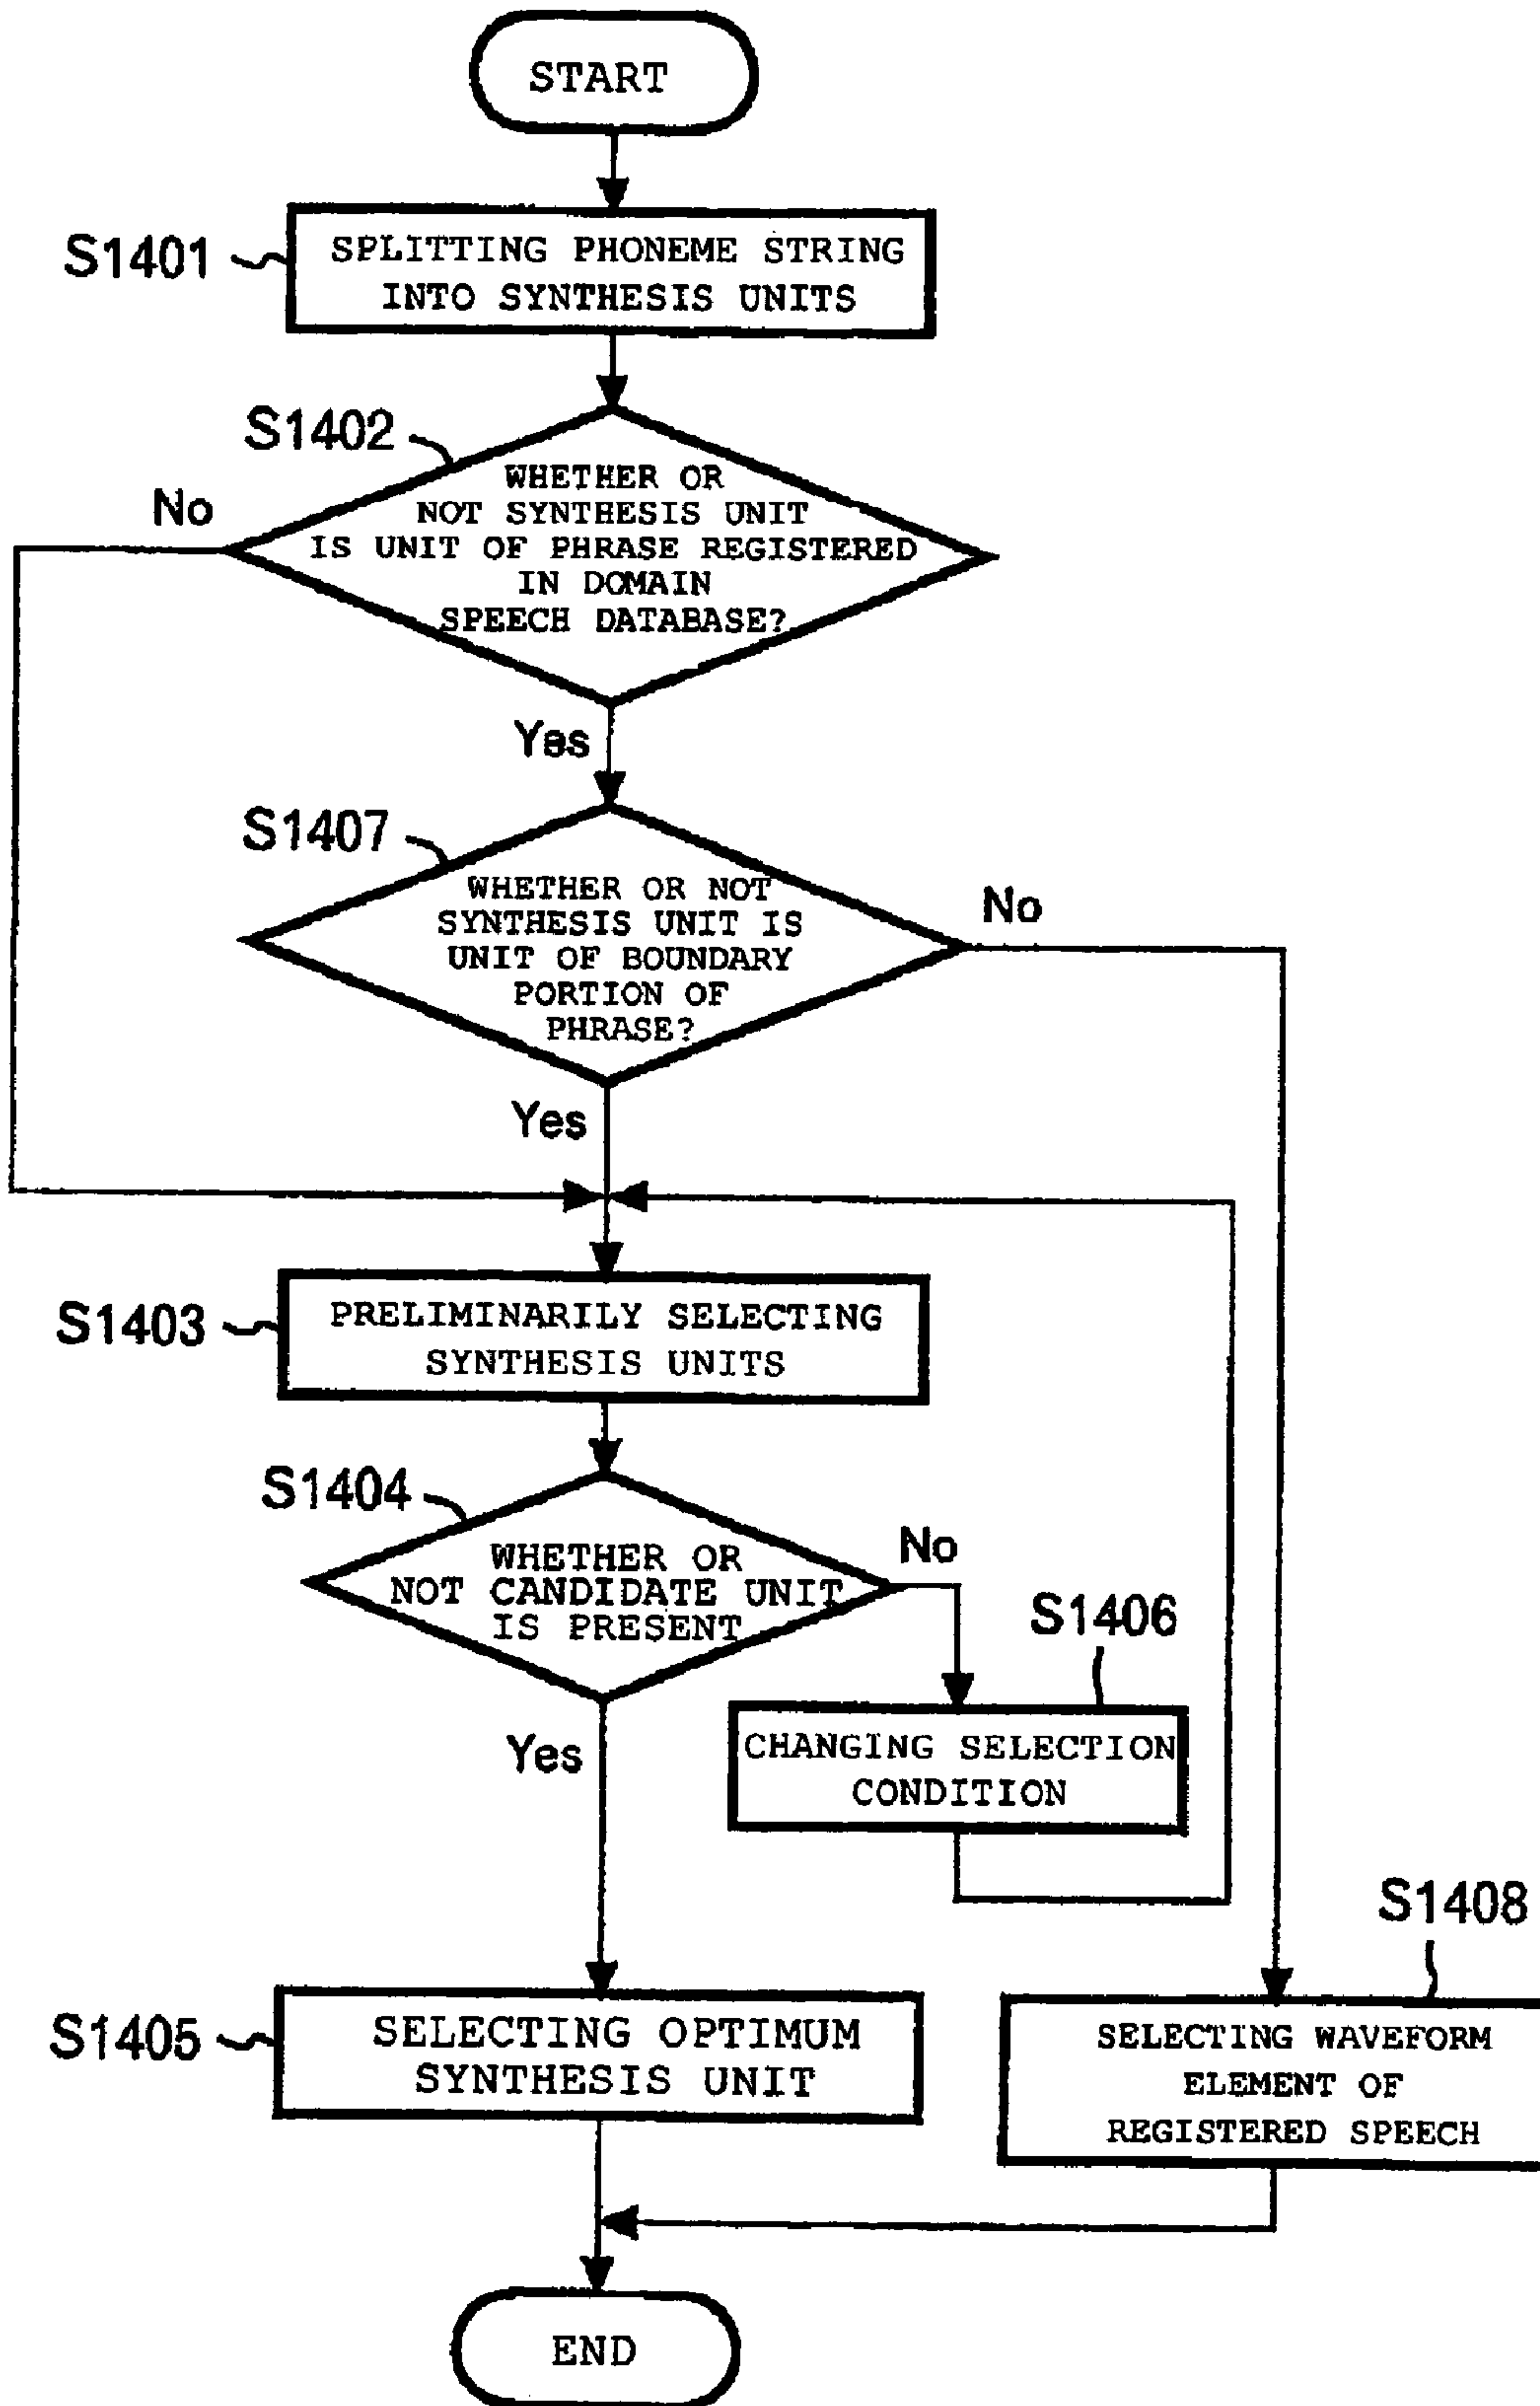 START
S1401
SPLITTING PHONEME STRING
INTO SYNTHESIS UNITS
S1402
No
WHETHER OR
NOT SYNTHESIS UNIT
IS UNIT OF PHRASE REGISTERED
IN DOMAIN
SPEECH DATABASE?
Yes
S1407
WHETHER OR NOT
SYNTHESIS UNIT IS
UNIT OF BOUNDARY
PORTION OF
PHRASE?
No
Yes
S1403
PRELIMINARILY SELECTING
SYNTHESIS UNITS
S1404
WHETHER OR
NOT CANDIDATE UNIT
IS PRESENT
No
S1406
CHANGING SELECTION
CONDITION
Yes
S1405
SELECTING OPTIMUM
SYNTHESIS UNIT
S1408
SELECTING WAVEFORM
ELEMENT OF
REGISTERED SPEECH
END